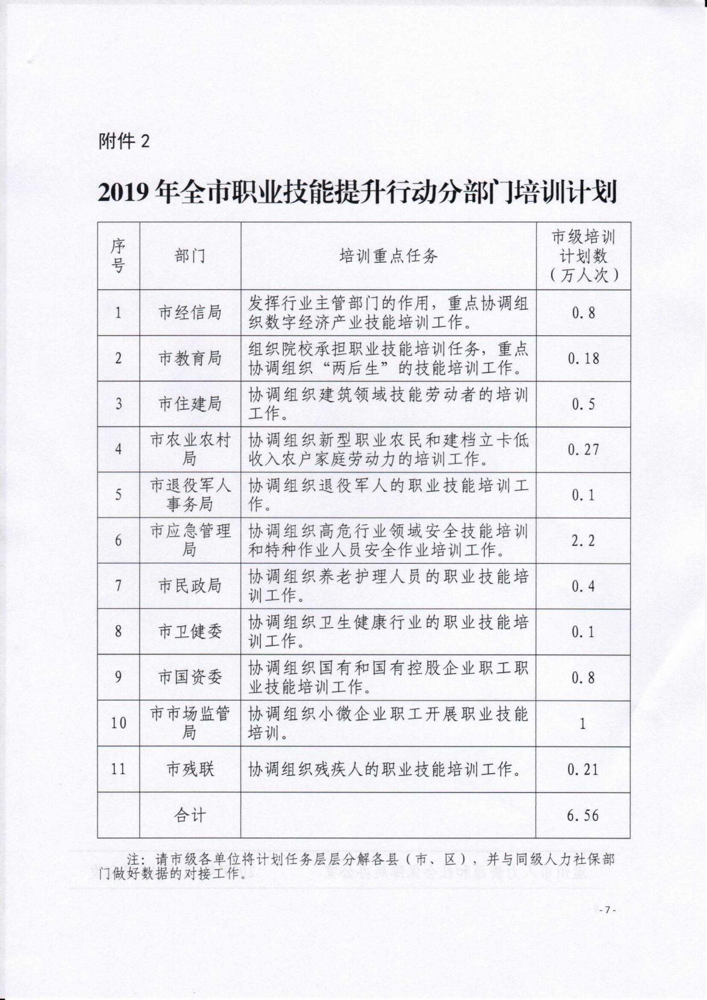 附件 2
2019 年全市职业技能提升行动分部门培训计划
序
号
部门
培训重点任务
市级培训
计划数
（万人次）
1
市经信局
发挥行业主管部门的作用，重点协调组
织数字经济产业技能培训工作。
0.8
2
市教育局
组织院校承担职业技能培训任务，重点
协调组织“两后生”的技能培训工作。
0.18
3
市住建局
协调组织建筑领域技能劳动者的培训
工作。
0.5
4
市农业农村
局
协调组织新型职业农民和建档立卡低
收入农户家庭劳动力的培训工作。
0.27
5
市退役军人
事务局
协调组织退役军人的职业技能培训工
作。
0.1
6
市应急管理
局
协调组织高危行业领域安全技能培训
和特种作业人员安全作业培训工作。
2.2
7
市民政局
协调组织养老护理人员的职业技能培
训工作。
0.4
8
市卫健委
协调组织卫生健康行业的职业技能培
训工作。
0.1
9
市国资委
协调组织国有和国有控股企业职工职
业技能培训工作。
0.8
10
市市场监管
局
协调组织小微企业职工开展职业技能
培训。
1
11
市残联
协调组织残疾人的职业技能培训工作。
0.21
合计
6.56
注：请市级各单位将计划任务层层分解各县（市、区），并与同级人力社保部
门做好数据的对接工作。
- 7 -